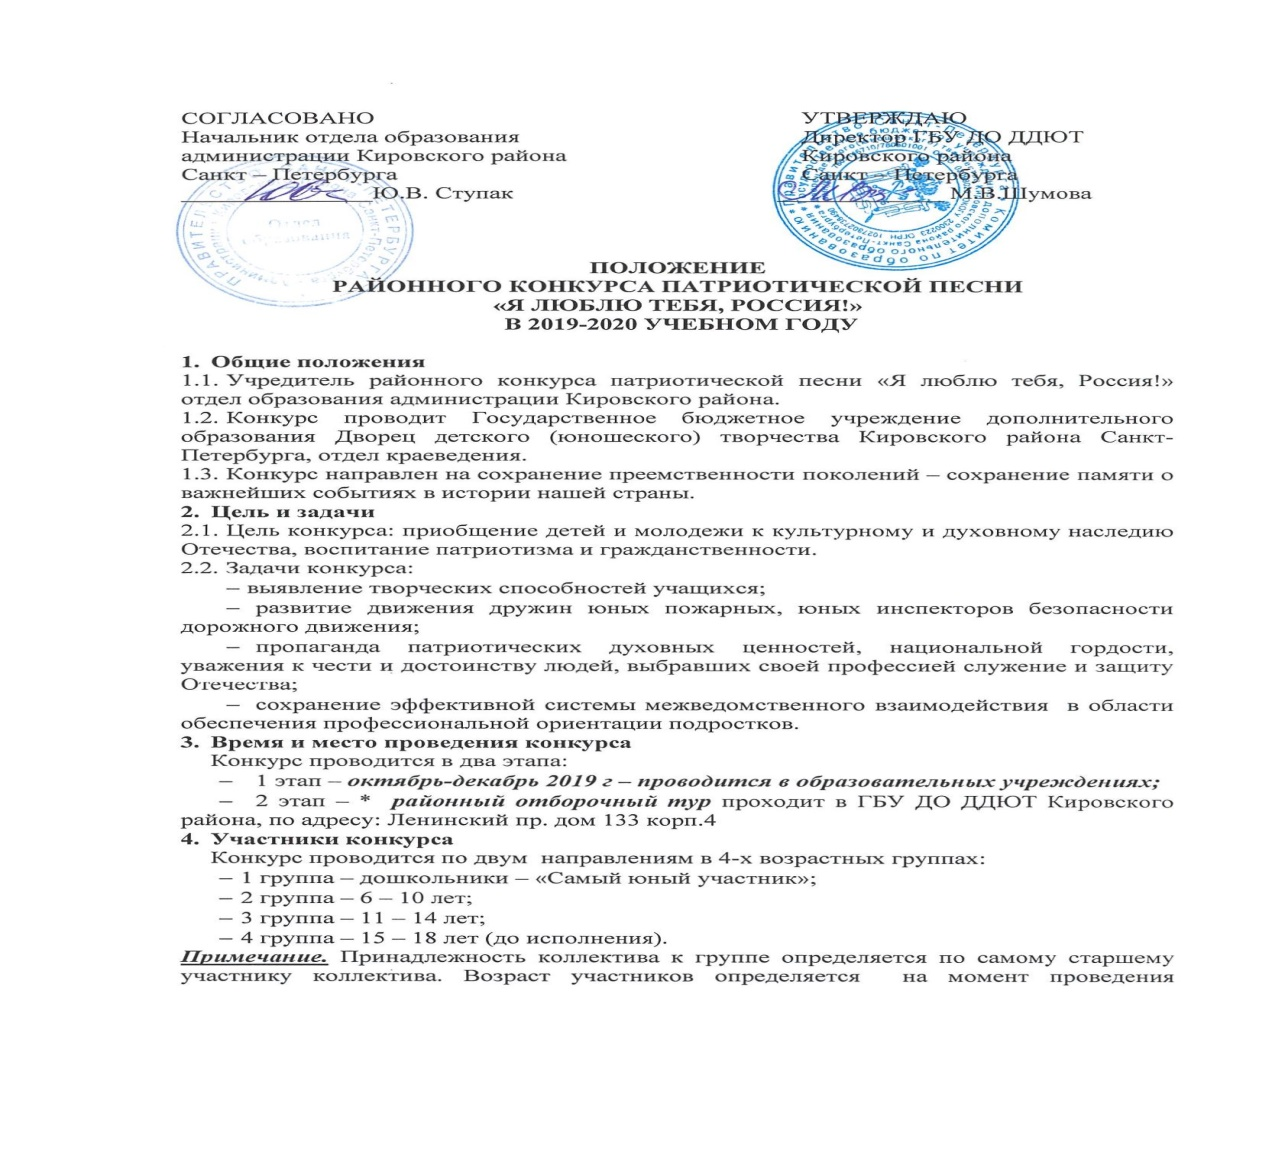 СОГЛАСОВАНО
Начальник отдела образования
администрации Кировского района
Санкт – Петербурга
Ю.В. Ступак
УТВЕРЖДАЮ
Директор ГБУ ДО ДДЮТ
Кировского района
Санкт – Петербурга
М.В.Шумова
Отдел
образования
ПОЛОЖЕНИЕ
РАЙОННОГО КОНКУРСА ПАТРИОТИЧЕСКОЙ ПЕСНИ
«Я ЛЮБЛЮ ТЕБЯ, РОССИЯ!»
В 2019-2020 УЧЕБНОМ ГОДУ
1. Общие положения
1.1. Учредитель районного конкурса патриотической песни «Я люблю тебя, Россия!»
отдел образования администрации Кировского района.
1.2. Конкурс проводит Государственное бюджетное учреждение дополнительного
образования Дворец детского (юношеского) творчества Кировского района Санкт-
Петербурга, отдел краеведения.
1.3. Конкурс направлен на сохранение преемственности поколений – сохранение памяти о
важнейших событиях в истории нашей страны.
2. Цель и задачи
2.1. Цель конкурса: приобщение детей и молодежи к культурному и духовному наследию
Отечества, воспитание патриотизма и гражданственности.
2.2. Задачи конкурса:
– выявление творческих способностей учащихся;
– развитие движения дружин юных пожарных, юных инспекторов безопасности
дорожного движения;
– пропаганда патриотических духовных ценностей, национальной гордости,
уважения к чести и достоинству людей, выбравших своей профессией служение и защиту
Отечества;
– сохранение эффективной системы межведомственного взаимодействия в области
обеспечения профессиональной ориентации подростков.
3. Время и место проведения конкурса
Конкурс проводится в два этапа:
– 1 этап – октябрь-декабрь 2019 г – проводится в образовательных учреждениях;
– 2 этап – * районный отборочный тур проходит в ГБУ ДО ДДЮТ Кировского
района, по адресу: Ленинский пр. дом 133 корп.4
4. Участники конкурса
Конкурс проводится по двум направлениям в 4-х возрастных группах:
– 1 группа – дошкольники – «Самый юный участник»;
– 2 группа – 6 – 10 лет;
– 3 группа – 11 – 14 лет;
– 4 группа – 15 – 18 лет (до исполнения).
Примечание. Принадлежность коллектива к группе определяется по самому старшему
участнику коллектива. Возраст участников определяется на момент проведения